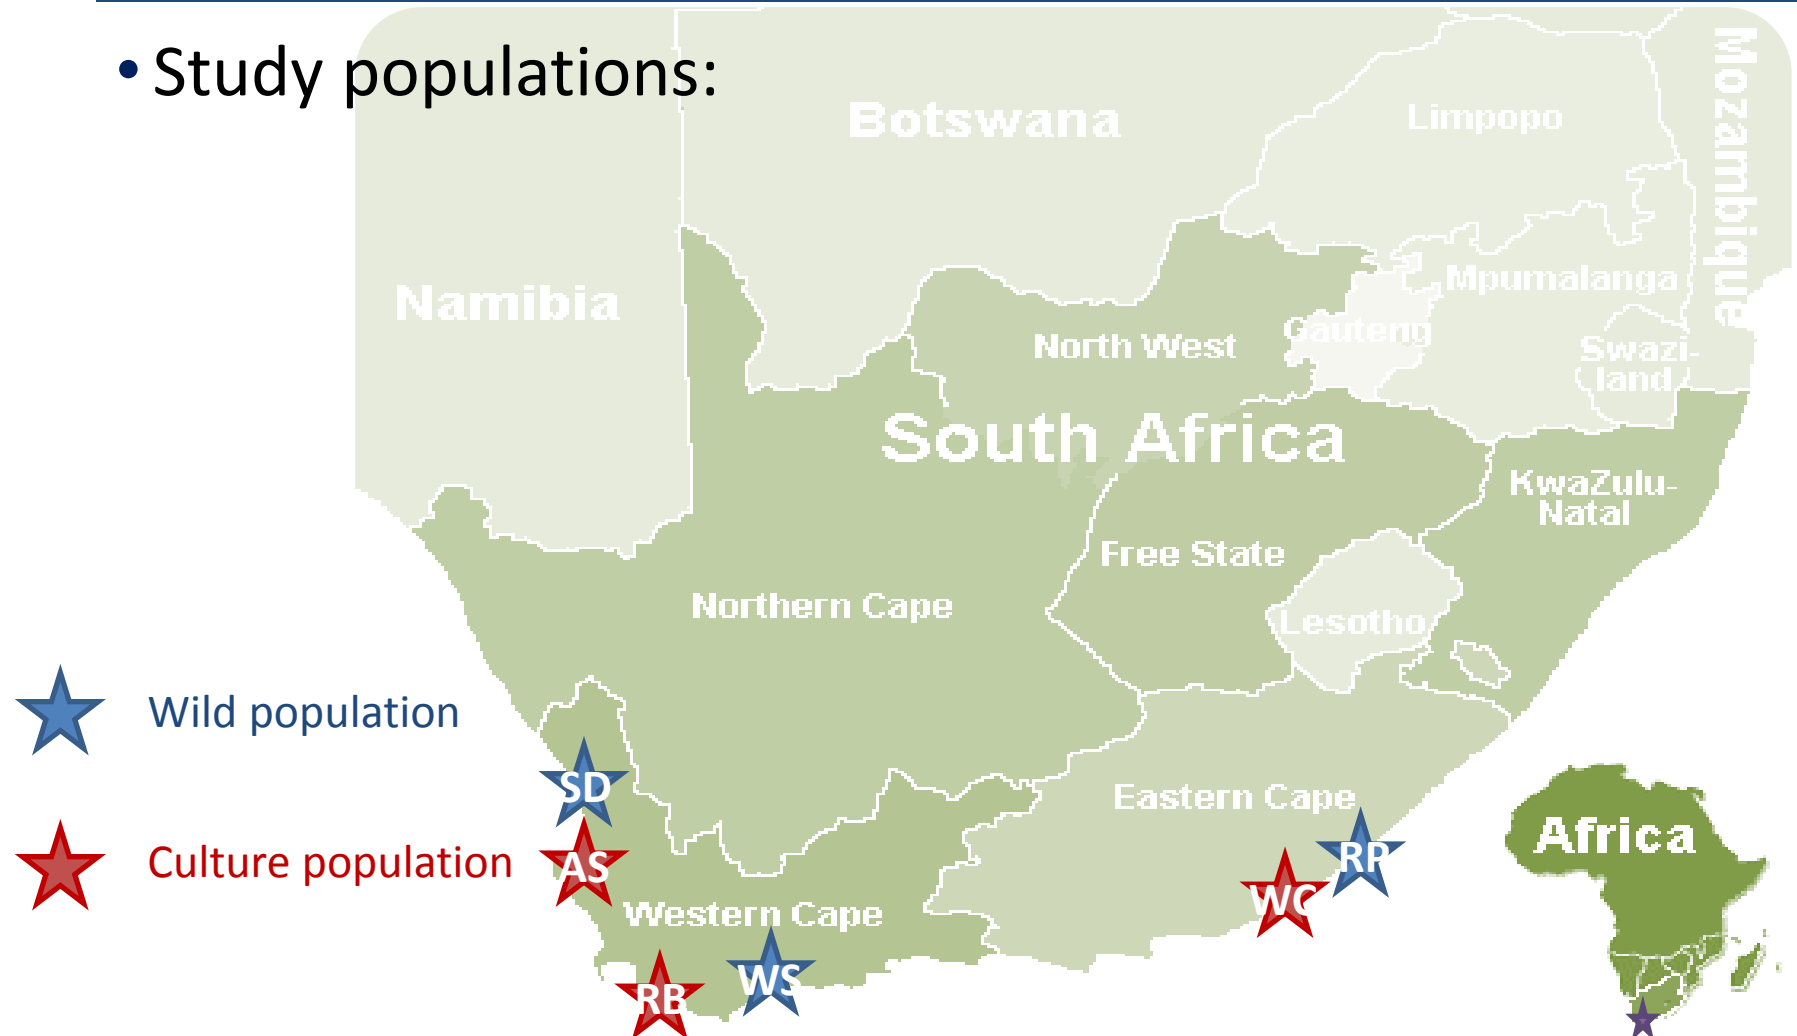 • Study populations:
Botswana
Limpopo
Mozambique
Namibia
Mpumalanga
North West
Gauteng
Swazi-
land
South Africa
KwaZulu-
Natal
Free State
Northern Cape
Lesotho
Wild population
SD
Eastern Cape
Africa
Culture population
AS
RP
WC
Western Cape
WS
RB